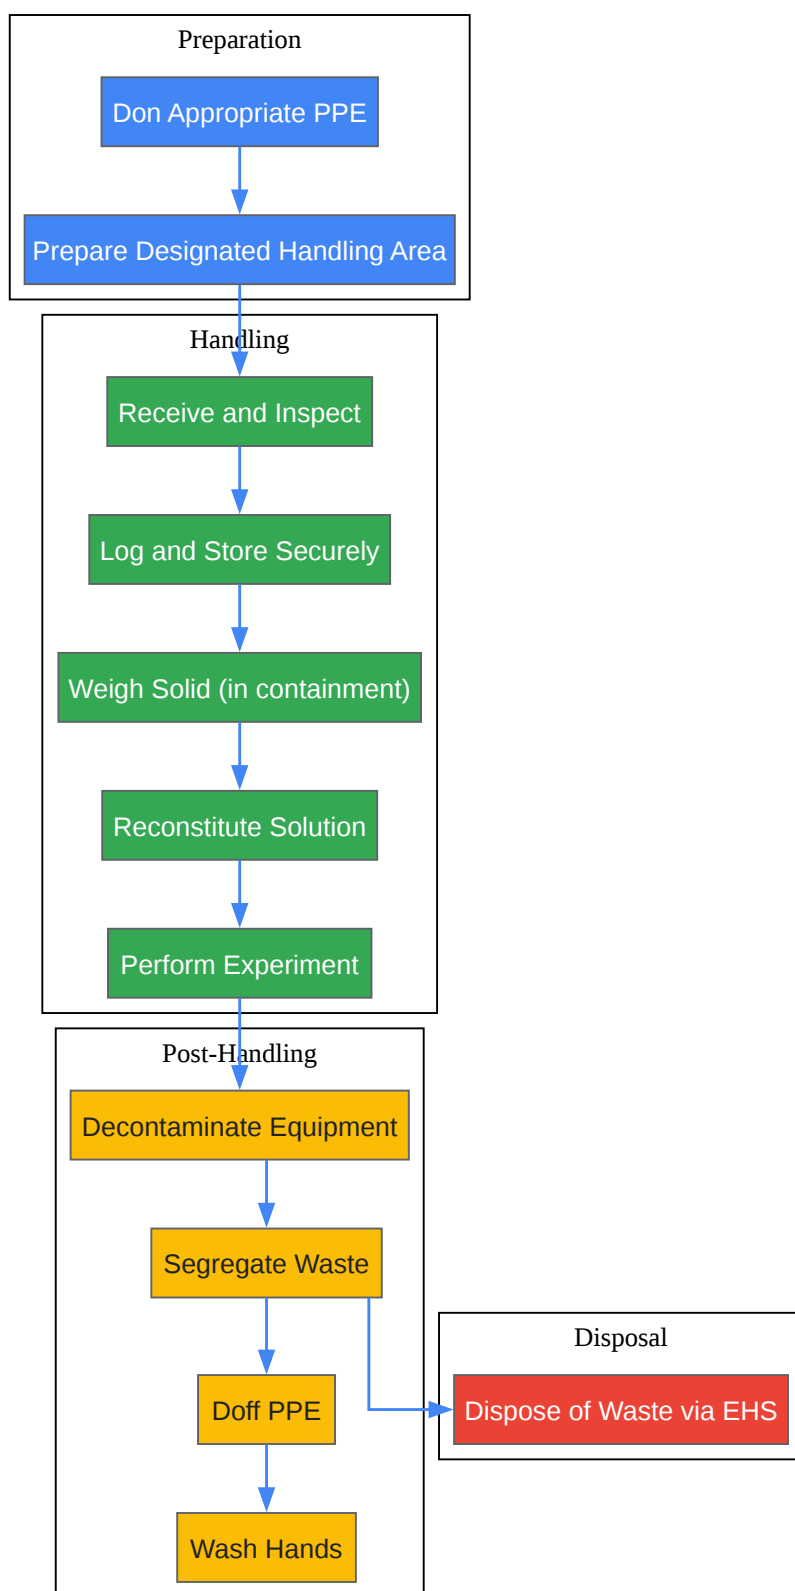 Preparation
Don Appropriate PPE
Prepare Designated Handling Area
Handling
Receive and Inspect
Log and Store Securely
Weigh Solid (in containment)
Reconstitute Solution
Perform Experiment
Post-Handling
Decontaminate Equipment
Segregate Waste
Disposal
Doff PPE
Dispose of Waste via EHS
Wash Hands